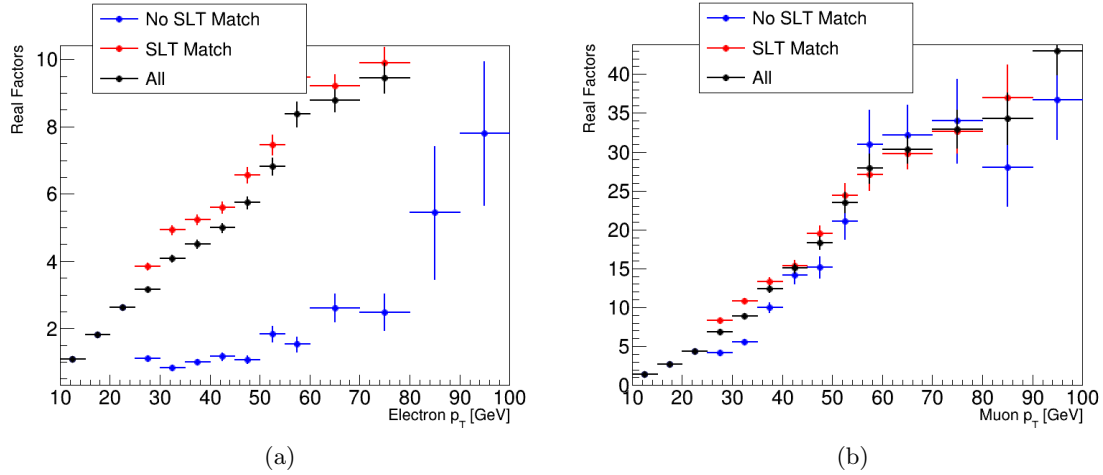 No SLT Match
SLT Match
All
Real Factors
10
8
6
4
2
10 20 30 40 50 60 70 80 90 100
Electron p_T [GeV]
(a)
No SLT Match
SLT Match
All
Real Factors
40
35
30
25
20
15
10
5
0
10 20 30 40 50 60 70 80 90 100
Muon p_T [GeV]
(b)